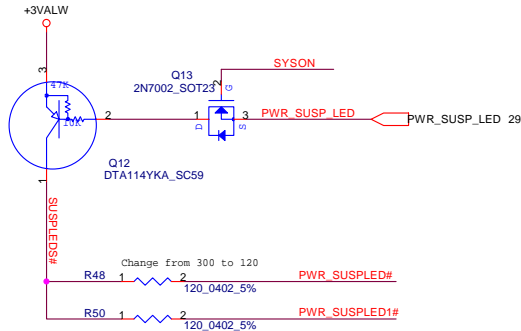 +3VALW
SYSON
Q13
2N7002_SOT23
2
G
3
47K
10K
2
1
D
S
3
PWR_SUSP_LED
PWR_SUSP_LED 29
Q12
DTA114YKA_SC59
1
SUSPLEDS#
Change from 300 to 120
R48
1
2
PWR_SUSPLED#
120_0402_5%
R50
1
2
PWR_SUSPLED1#
120_0402_5%